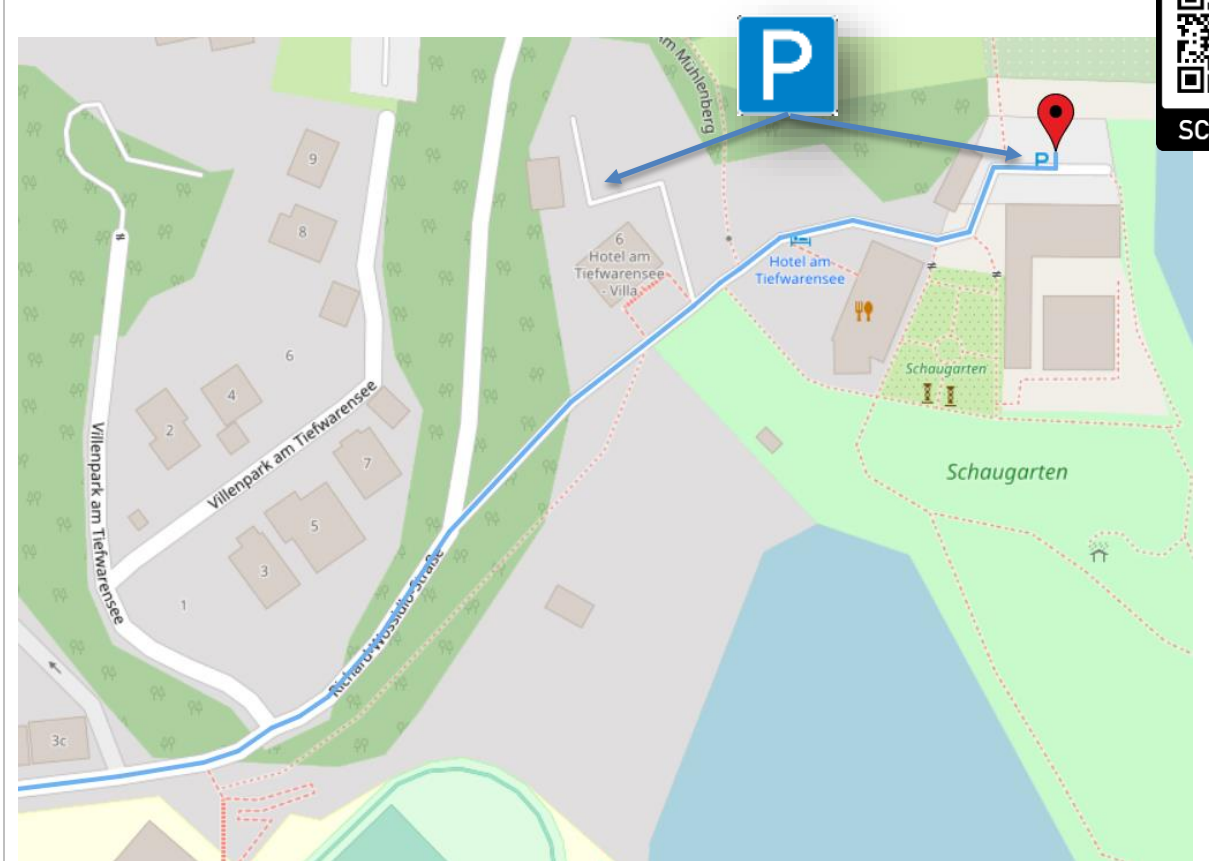 P
SC
Am Mühlenberg
P
9
8
6
Hotel am
Tiefwarensee
- Villa
Hotel am
Tiefwarensee
6
4
2
Schaugarten
Villenpark am Tiefwarensee
Villenpark am Tiefwarensee
7
5
3
1
Schaugarten
Richard-Wossidlo-Straße
3c